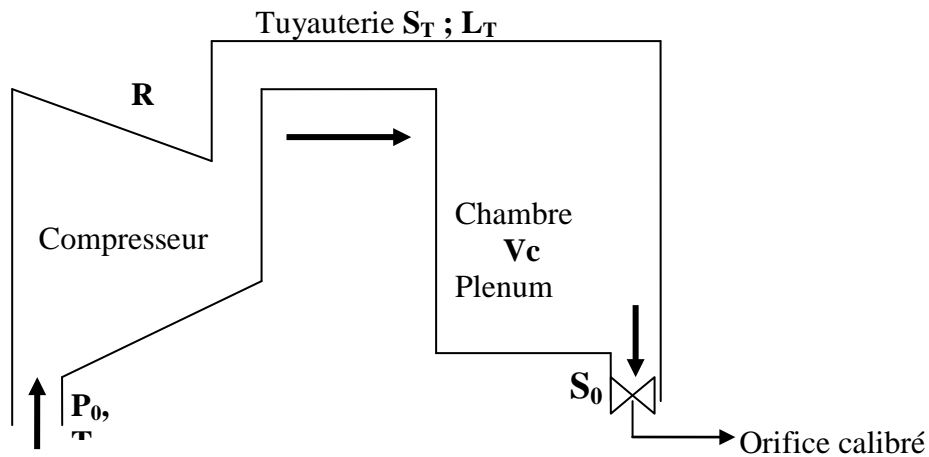 Tuyauterie S_T ; L_T
R
Compresseur
Chambre
Vc
Plenum
S_0
P_0,
Orifice calibré